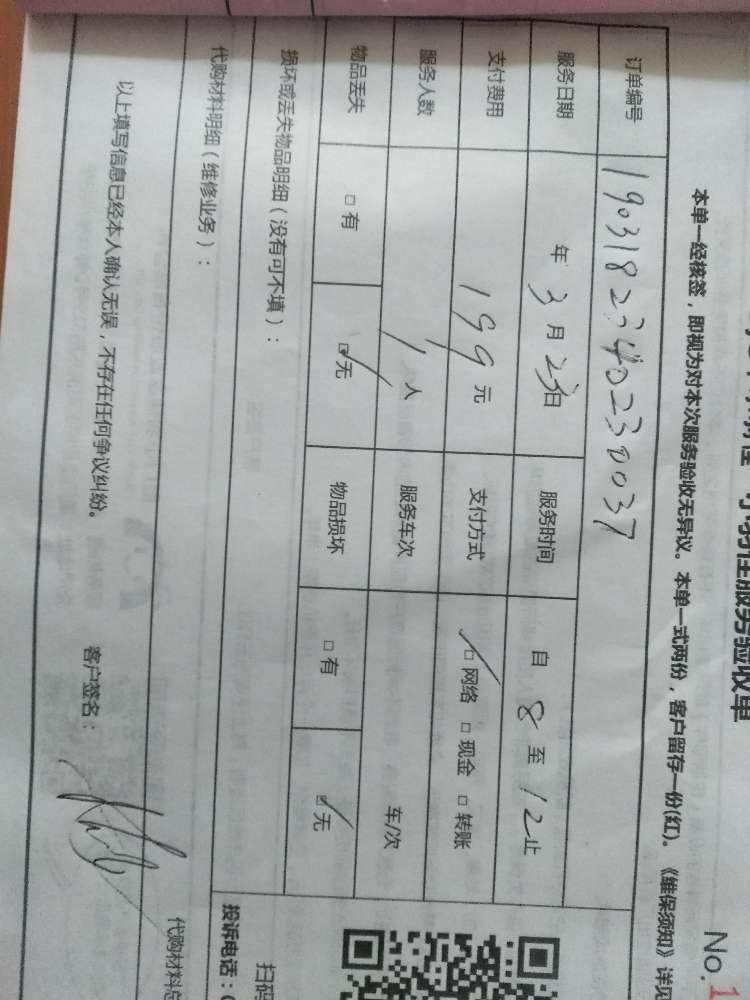 服务验收单
No.1
本单一经核签，即视为对本次服务验收无异议。本单一式两份，客户留存一份(红)。《维保须知》详见
订单编号 1903182340230037
服务日期 年 3 月 23 日 服务时间 自 8 至 12 止
支付费用 199 元 支付方式 ☑ 网络 □ 现金 □ 转账
服务人数 1 人 服务车次 车/次
物品丢失 □ 有 ☑ 无 物品损坏 □ 有 ☑ 无
损坏或丢失物品明细（没有可不填）：
代购材料明细（维修业务）：
代购材料总
以上填写信息已经本人确认无误，不存在任何争议纠纷。 客户签名：
扫码
投诉电话：